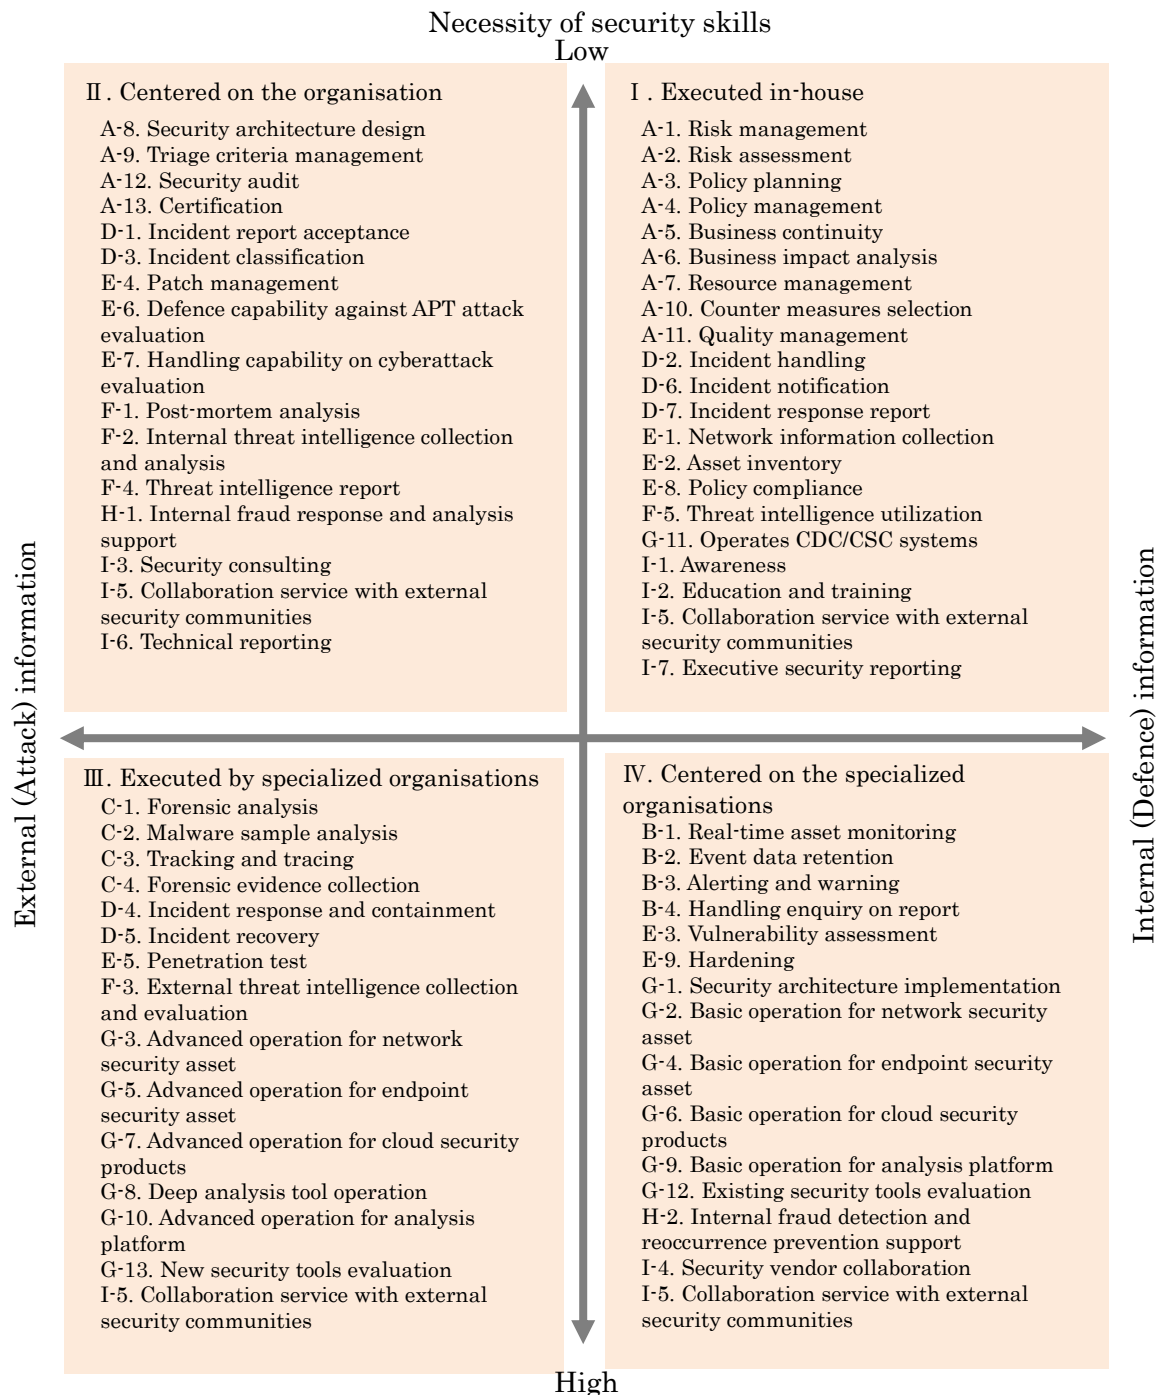 Necessity of security skills
Low
Ⅱ. Centered on the organisation
A-8. Security architecture design
A-9. Triage criteria management
A-12. Security audit
A-13. Certification
D-1. Incident report acceptance
D-3. Incident classification
E-4. Patch management
E-6. Defence capability against APT attack
evaluation
E-7. Handling capability on cyberattack
evaluation
F-1. Post-mortem analysis
F-2. Internal threat intelligence collection
and analysis
F-4. Threat intelligence report
H-1. Internal fraud response and analysis
support
I-3. Security consulting
I-5. Collaboration service with external
security communities
I-6. Technical reporting
Ⅰ. Executed in-house
A-1. Risk management
A-2. Risk assessment
A-3. Policy planning
A-4. Policy management
A-5. Business continuity
A-6. Business impact analysis
A-7. Resource management
A-10. Counter measures selection
A-11. Quality management
D-2. Incident handling
D-6. Incident notification
D-7. Incident response report
E-1. Network information collection
E-2. Asset inventory
E-8. Policy compliance
F-5. Threat intelligence utilization
G-11. Operates CDC/CSC systems
I-1. Awareness
I-2. Education and training
I-5. Collaboration service with external
security communities
I-7. Executive security reporting
External (Attack) information
Internal (Defence) information
Ⅲ. Executed by specialized organisations
C-1. Forensic analysis
C-2. Malware sample analysis
C-3. Tracking and tracing
C-4. Forensic evidence collection
D-4. Incident response and containment
D-5. Incident recovery
E-5. Penetration test
F-3. External threat intelligence collection
and evaluation
G-3. Advanced operation for network
security asset
G-5. Advanced operation for endpoint
security asset
G-7. Advanced operation for cloud security
products
G-8. Deep analysis tool operation
G-10. Advanced operation for analysis
platform
G-13. New security tools evaluation
I-5. Collaboration service with external
security communities
Ⅳ. Centered on the specialized
organisations
B-1. Real-time asset monitoring
B-2. Event data retention
B-3. Alerting and warning
B-4. Handling enquiry on report
E-3. Vulnerability assessment
E-9. Hardening
G-1. Security architecture implementation
G-2. Basic operation for network security
asset
G-4. Basic operation for endpoint security
asset
G-6. Basic operation for cloud security
products
G-9. Basic operation for analysis platform
G-12. Existing security tools evaluation
H-2. Internal fraud detection and
reoccurrence prevention support
I-4. Security vendor collaboration
I-5. Collaboration service with external
security communities
High